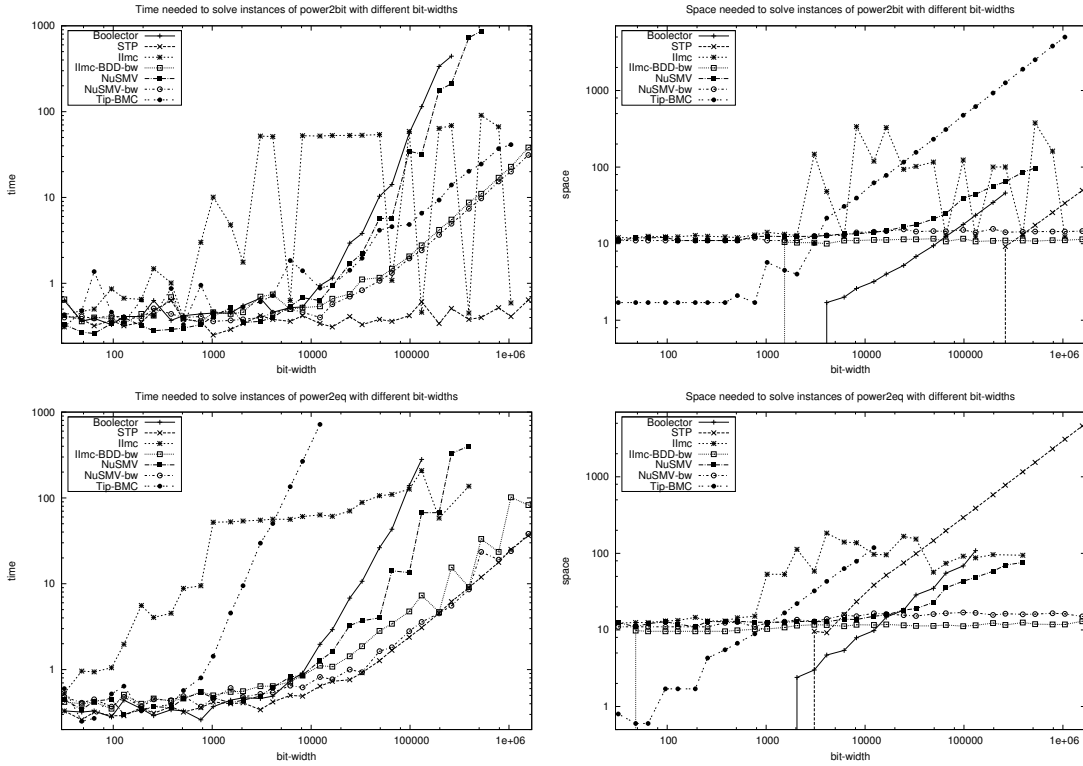 Time needed to solve instances of power2bit with different bit-widths
1000
100
10
1
time
100
1000
10000
100000
1e+06
bit-width
Boolector
STP
IImc
IImc-BDD-bw
NuSMV
NuSMV-bw
Tip-BMC
Space needed to solve instances of power2bit with different bit-widths
1000
100
10
1
space
100
1000
10000
100000
1e+06
bit-width
Boolector
STP
IImc
IImc-BDD-bw
NuSMV
NuSMV-bw
Tip-BMC
Time needed to solve instances of power2eq with different bit-widths
1000
100
10
1
time
100
1000
10000
100000
1e+06
bit-width
Boolector
STP
IImc
IImc-BDD-bw
NuSMV
NuSMV-bw
Tip-BMC
Space needed to solve instances of power2eq with different bit-widths
1000
100
10
1
space
100
1000
10000
100000
1e+06
bit-width
Boolector
STP
IImc
IImc-BDD-bw
NuSMV
NuSMV-bw
Tip-BMC